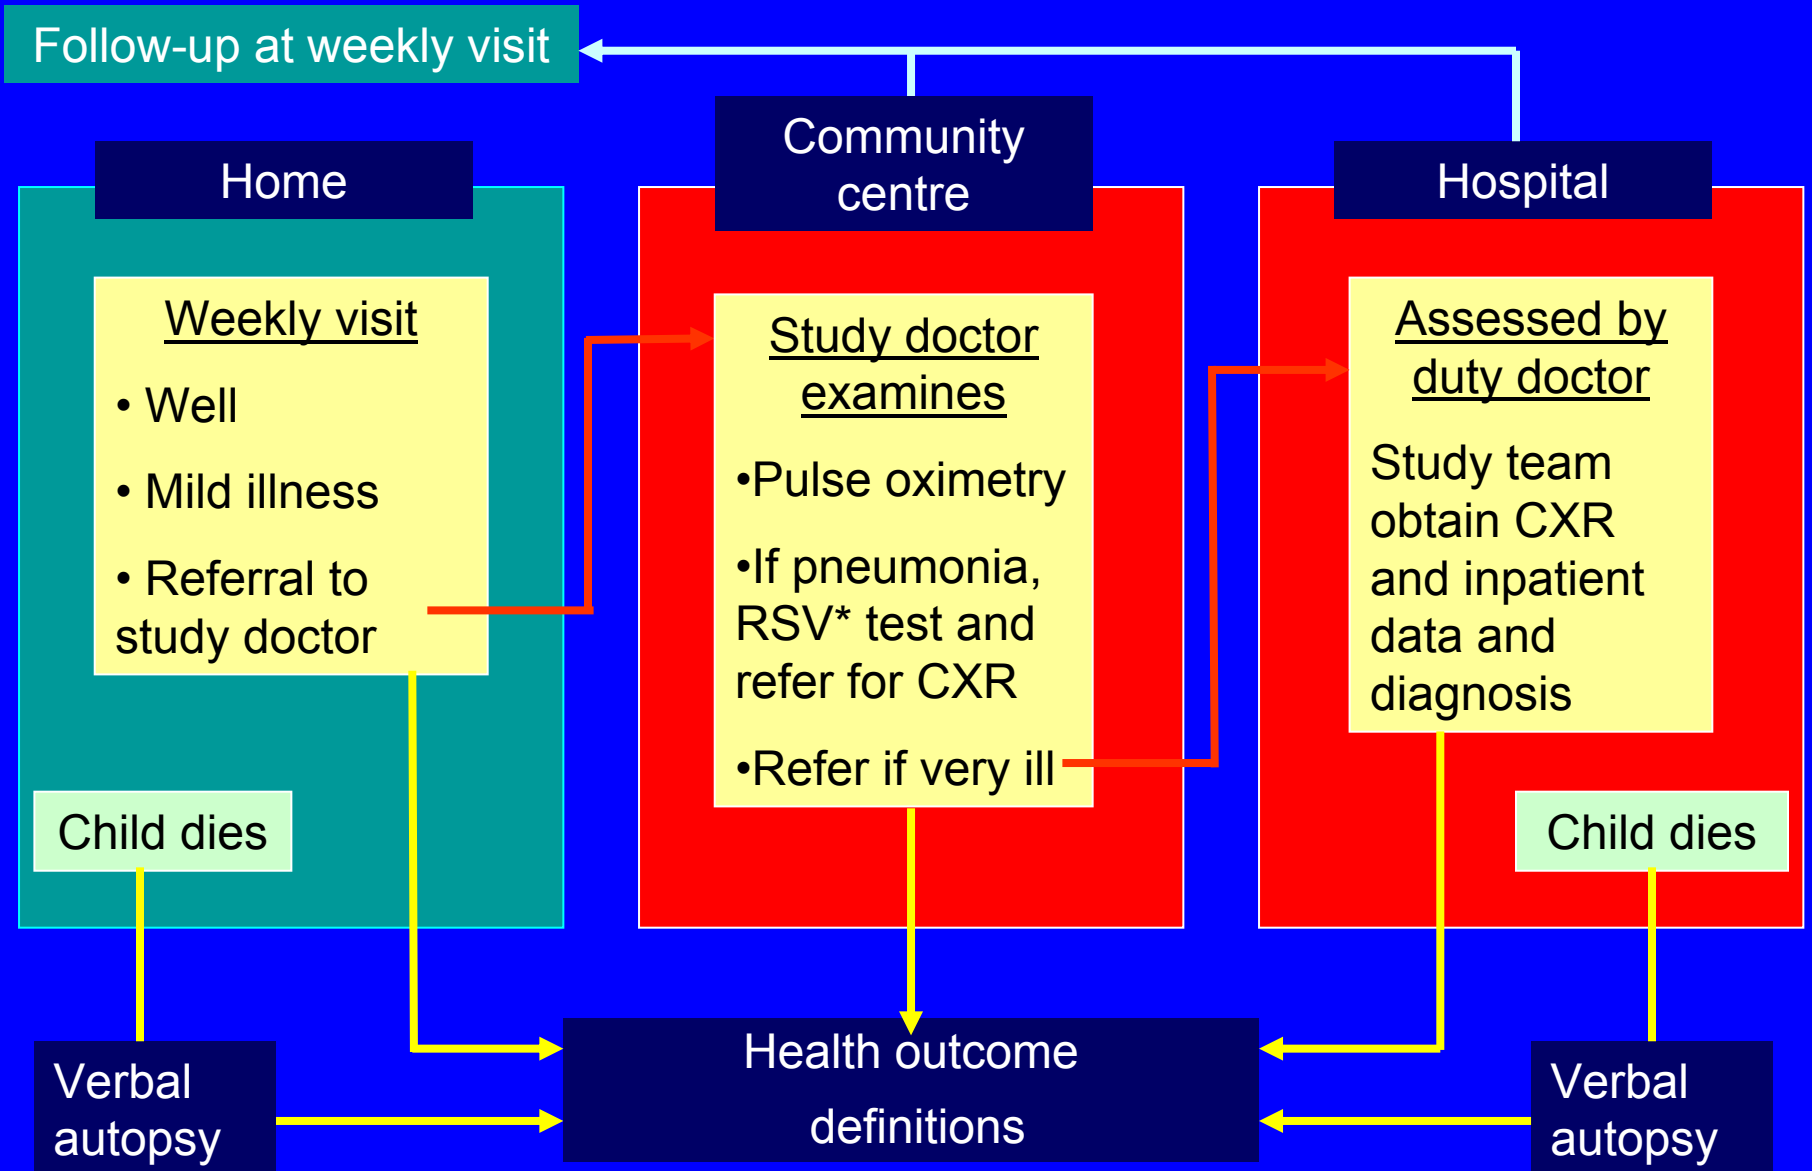 Follow-up at weekly visit
Home
Weekly visit
• Well
• Mild illness
• Referral to
study doctor
Child dies
Verbal
autopsy
Community
centre
Study doctor
examines
•Pulse oximetry
•If pneumonia,
RSV* test and
refer for CXR
•Refer if very ill
Health outcome
definitions
Hospital
Assessed by
duty doctor
Study team
obtain CXR
and inpatient
data and
diagnosis
Child dies
Verbal
autopsy